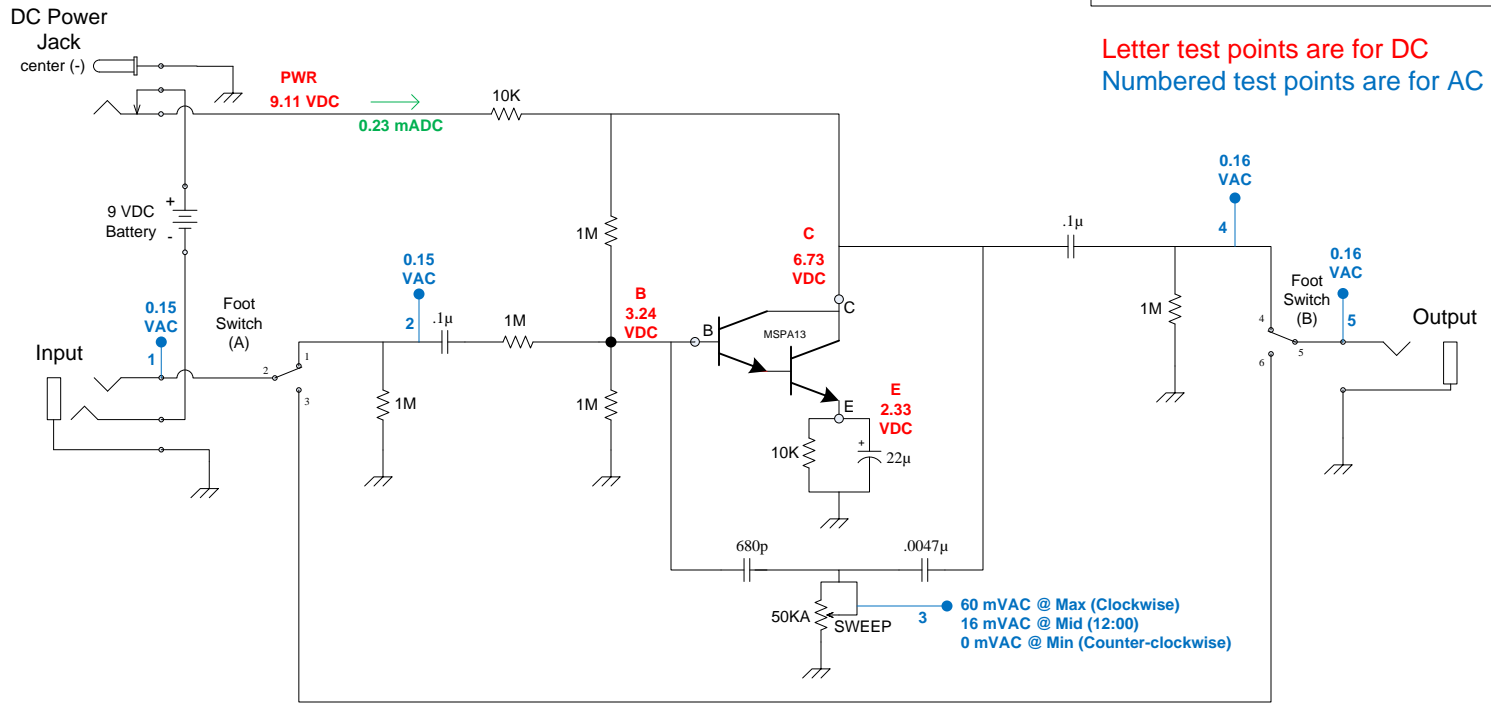 DC Power
Jack
center (-)
Letter test points are for DC
Numbered test points are for AC
PWR
9.11 VDC
0.23 mADC
10K
9 VDC
Battery
+
-
1M
.1µ
C
6.73
VDC
0.16
VAC
4
0.15
VAC
1
Foot
Switch
(A)
0.15
VAC
2
.1µ
1M
B
3.24
VDC
B
C
MSPA13
1M
Foot
Switch
(B)
0.16
VAC
5
Output
Input
2
1
3
1M
1M
E
E
2.33
VDC
10K
+
22µ
4
5
6
680p
.0047µ
50KA
SWEEP
3
60 mVAC @ Max (Clockwise)
16 mVAC @ Mid (12:00)
0 mVAC @ Min (Counter-clockwise)